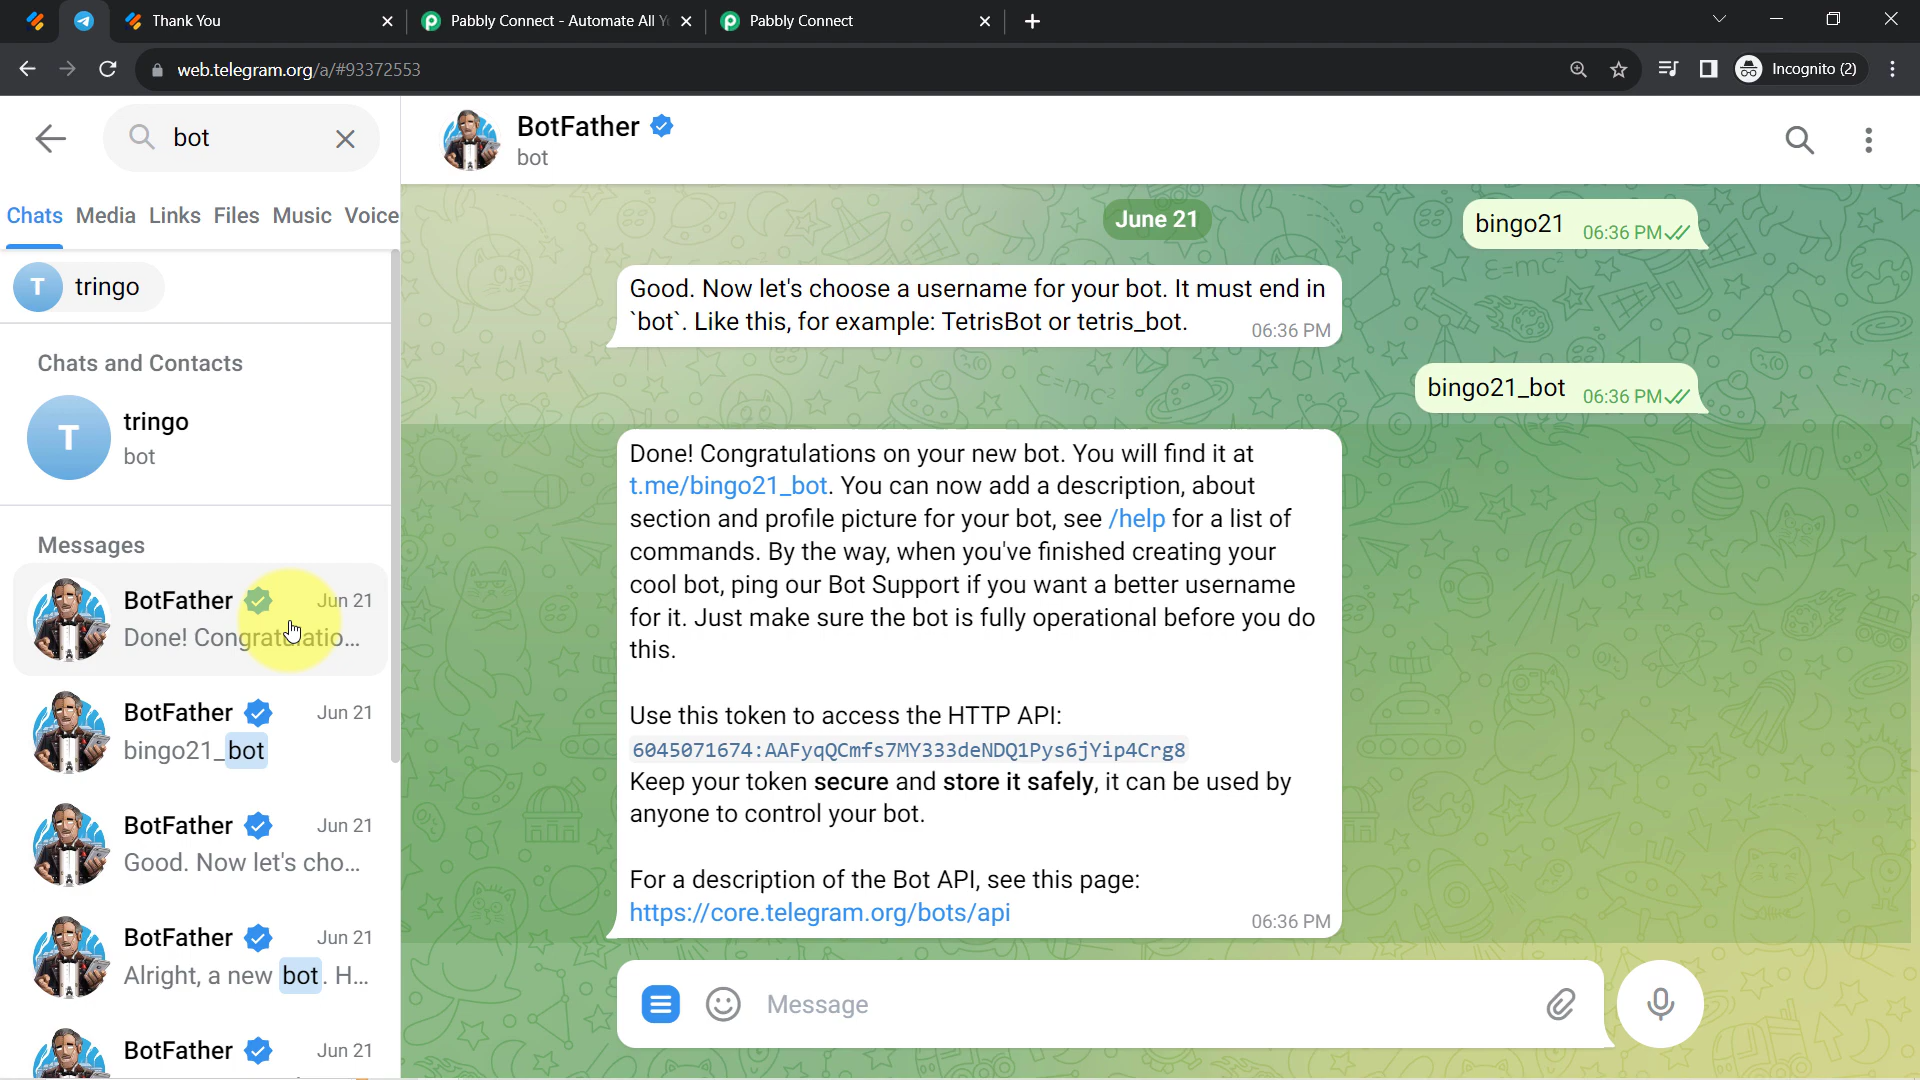 Thank You
Pabbly Connect - Automate All Y
Pabbly Connect
web.telegram.org/a/#93372553
Incognito (2)
bot
Chats Media Links Files Music Voice
T tringo
Chats and Contacts
T
tringo
bot
Messages
BotFather Jun 21
Done! Congratulatio...
BotFather Jun 21
bingo21_bot
BotFather Jun 21
Good. Now let's cho...
BotFather Jun 21
Alright, a new bot. H...
BotFather Jun 21
BotFather
bot
June 21
bingo21 06:36 PM
Good. Now let's choose a username for your bot. It must end in
`bot`. Like this, for example: TetrisBot or tetris_bot. 06:36 PM
bingo21_bot 06:36 PM
Done! Congratulations on your new bot. You will find it at
t.me/bingo21_bot. You can now add a description, about
section and profile picture for your bot, see /help for a list of
commands. By the way, when you've finished creating your
cool bot, ping our Bot Support if you want a better username
for it. Just make sure the bot is fully operational before you do
this.
Use this token to access the HTTP API:
6045071674:AAFyqQCmfs7MY333deNDQ1Pys6jYip4Crg8
Keep your token secure and store it safely, it can be used by
anyone to control your bot.
For a description of the Bot API, see this page:
https://core.telegram.org/bots/api 06:36 PM
Message